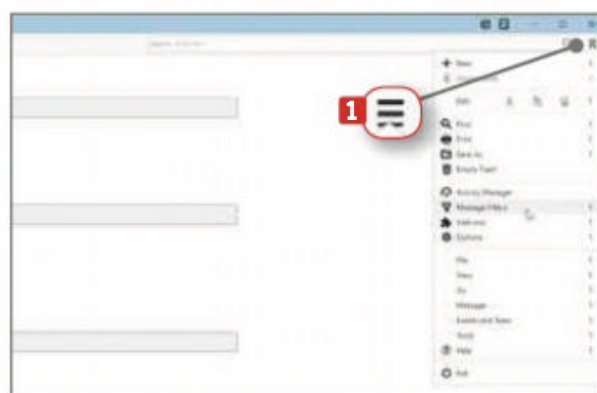 1
New
Edit
Find
Print
Save As
Empty Trash
Activity Manager
Message Filters
Add-ons
Options
File
View
Go
Message
Events and Tasks
Tools
Help
Exit